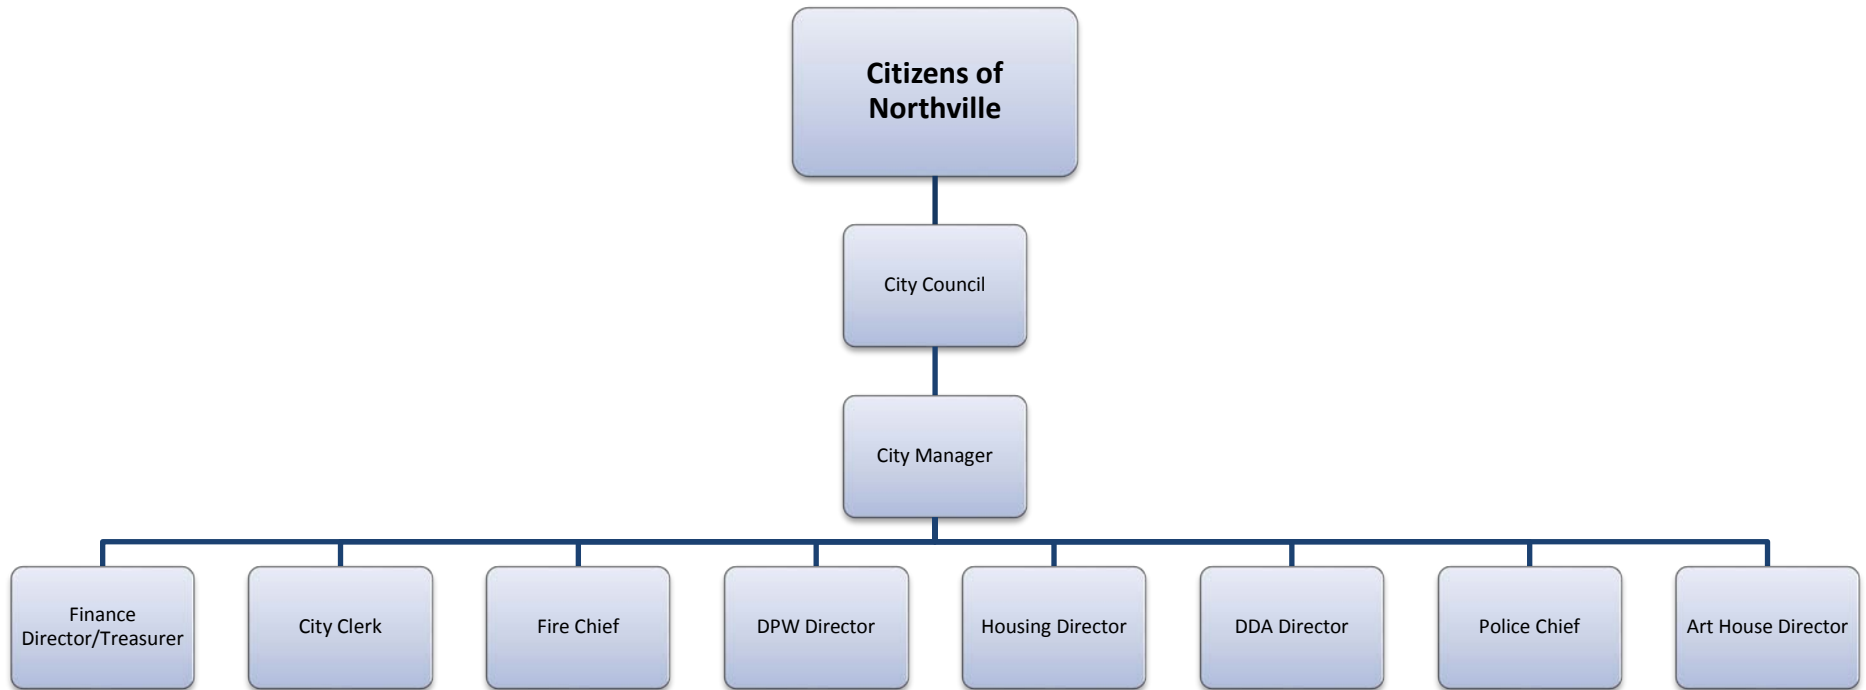 Citizens of
Northville
City Council
City Manager
Finance
Director/Treasurer
City Clerk
Fire Chief
DPW Director
Housing Director
DDA Director
Police Chief
Art House Director